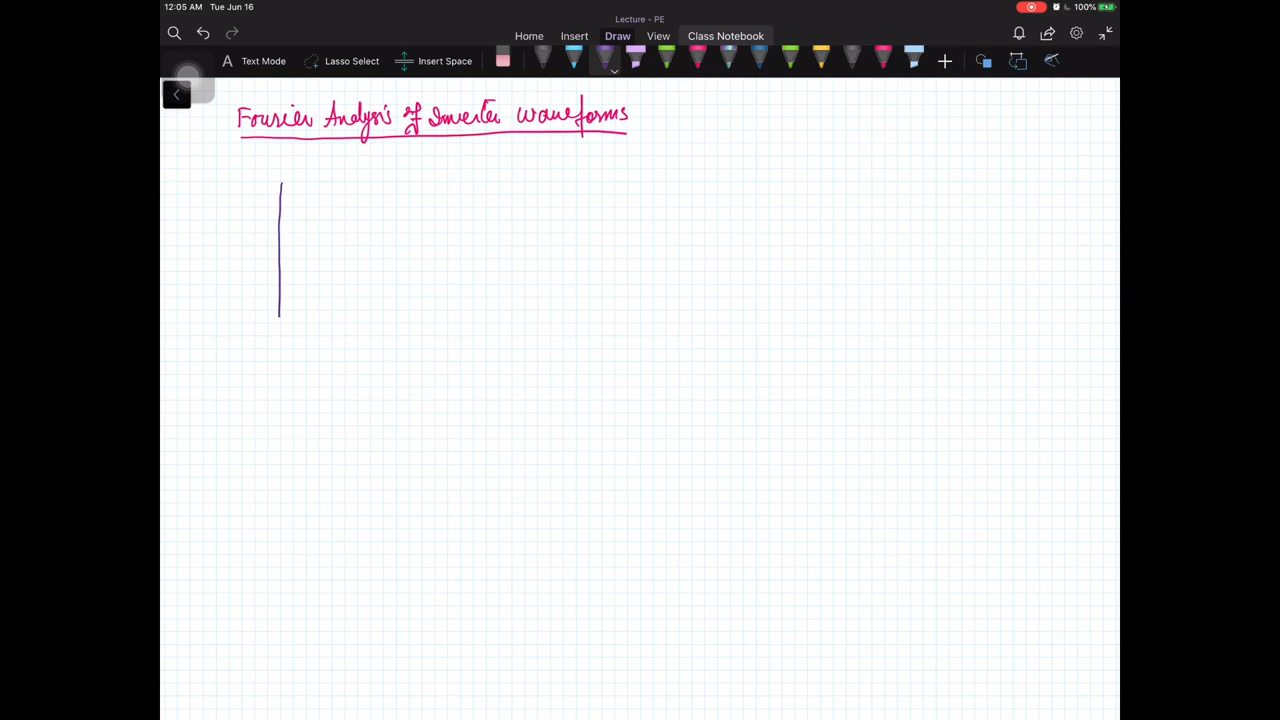 12:05 AM Tue Jun 16
100%
Lecture - PE
Home Insert Draw View Class Notebook
A Text Mode Lasso Select Insert Space
Fourier Analysis of Inverter Waveforms